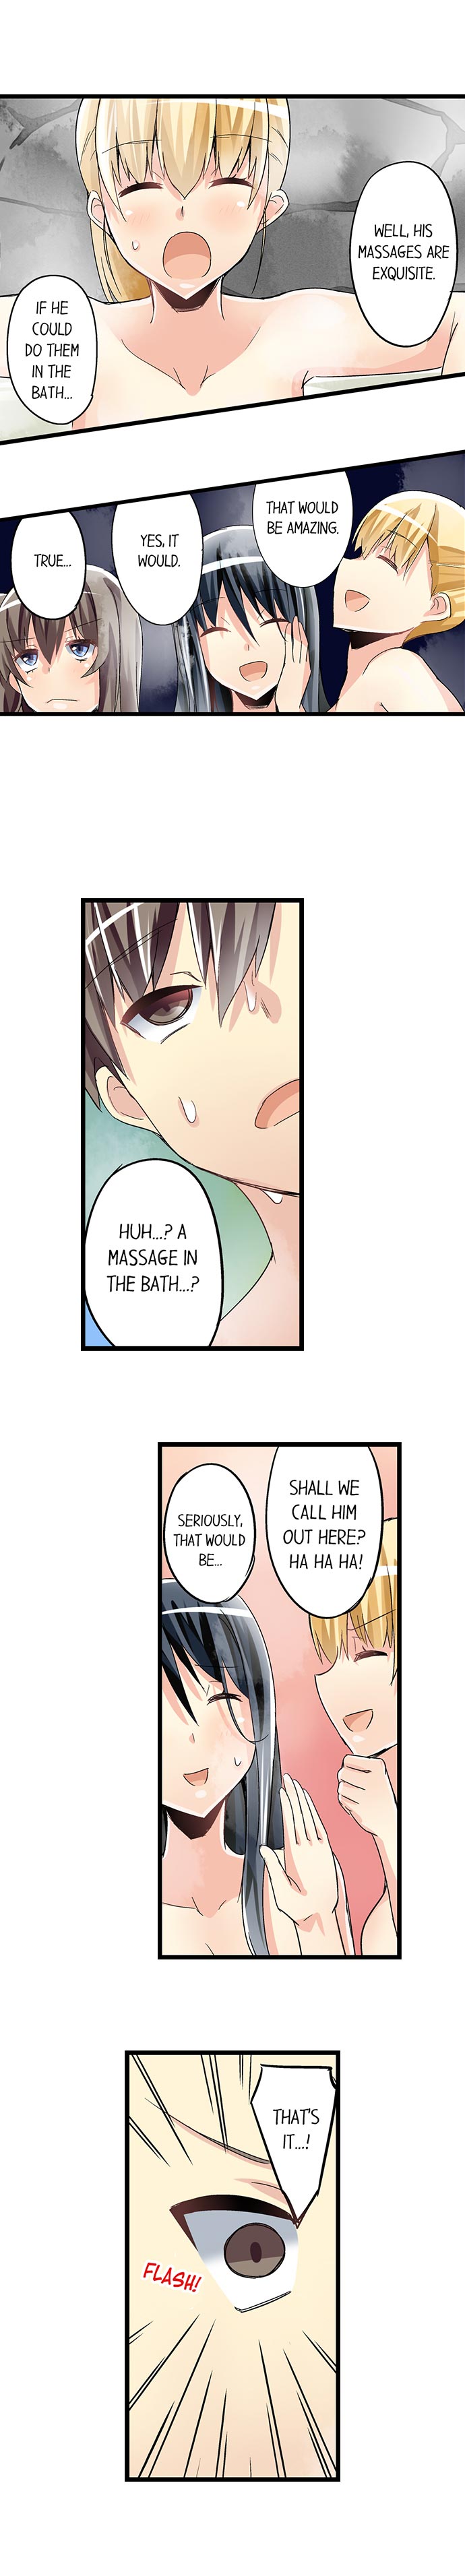 WELL, HIS
MASSAGES ARE
EXQUISITE.
IF HE
COULD
DO THEM
IN THE
BATH...
THAT WOULD
BE AMAZING.
YES, IT
WOULD.
TRUE...
HUH...? A
MASSAGE IN
THE BATH...?
SHALL WE
CALL HIM
OUT HERE?
HA HA HA!
SERIOUSLY,
THAT WOULD
BE...
THAT'S
IT...!
FLASH!